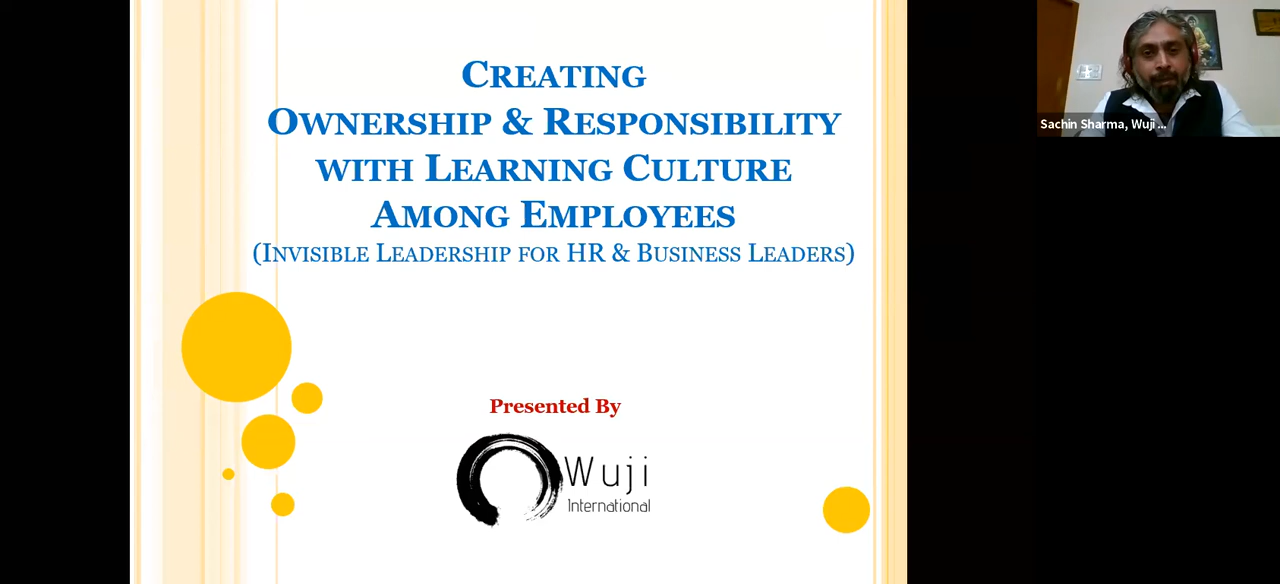 Creating
Ownership & Responsibility
with Learning Culture
Among Employees
(Invisible Leadership for HR & Business Leaders)
Presented By
Wuji
International
Sachin Sharma, Wuji ...